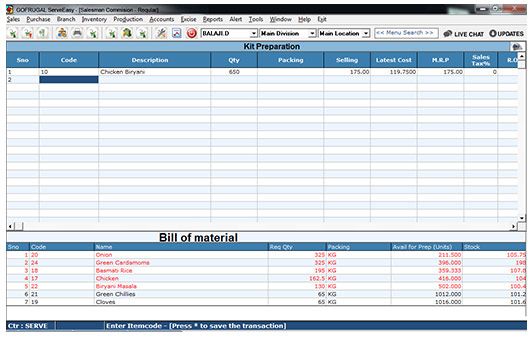 GOFRUGAL ServeEasy - [Salesman Commision - Regular]
Sales Purchase Branch Inventory Production Accounts Excise Reports Alert Tools Window Help Exit
BALAJI.D Main Division Main Location << Menu Search >> LIVE CHAT UPDATES
Kit Preparation
Sno Code Description Qty Packing Selling Latest Cost M.R.P Sales Tax% R.O
1 10 Chicken Biryani 650 175.00 119.7500 175.00 0
2
Bill of material
Sno Code Name Req Qty Packing Avail for Prep (Units) Stock
1 20 Onion 325 KG 211.500 105.75
2 24 Green Cardamoms 325 KG 396.000 198
3 18 Basmati Rice 195 KG 359.333 107.8
4 17 Chicken 162.5 KG 416.000 104
5 22 Biryani Masala 130 KG 502.000 100.4
6 21 Green Chillies 65 KG 1012.000 101.2
7 19 Cloves 65 KG 1016.000 101.6
Ctr : SERVE Enter Itemcode - [Press * to save the transaction]